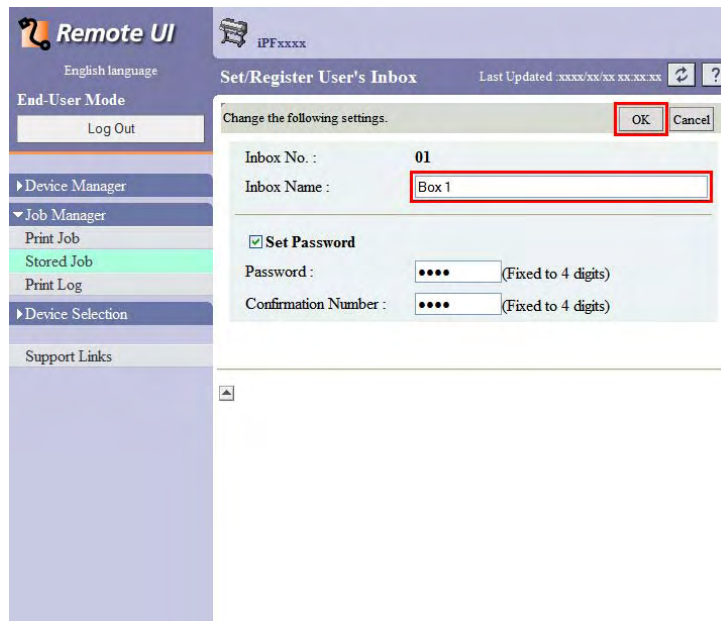 Remote UI
English language
End-User Mode
Log Out
▶Device Manager
▼Job Manager
Print Job
Stored Job
Print Log
▶Device Selection
Support Links
iPFxxxx
Set/Register User's Inbox Last Updated :xxxx/xx/xx xx:xx:xx ?
Change the following settings. OK Cancel
Inbox No. : 01
Inbox Name : Box 1
Set Password
Password : •••• (Fixed to 4 digits)
Confirmation Number : •••• (Fixed to 4 digits)